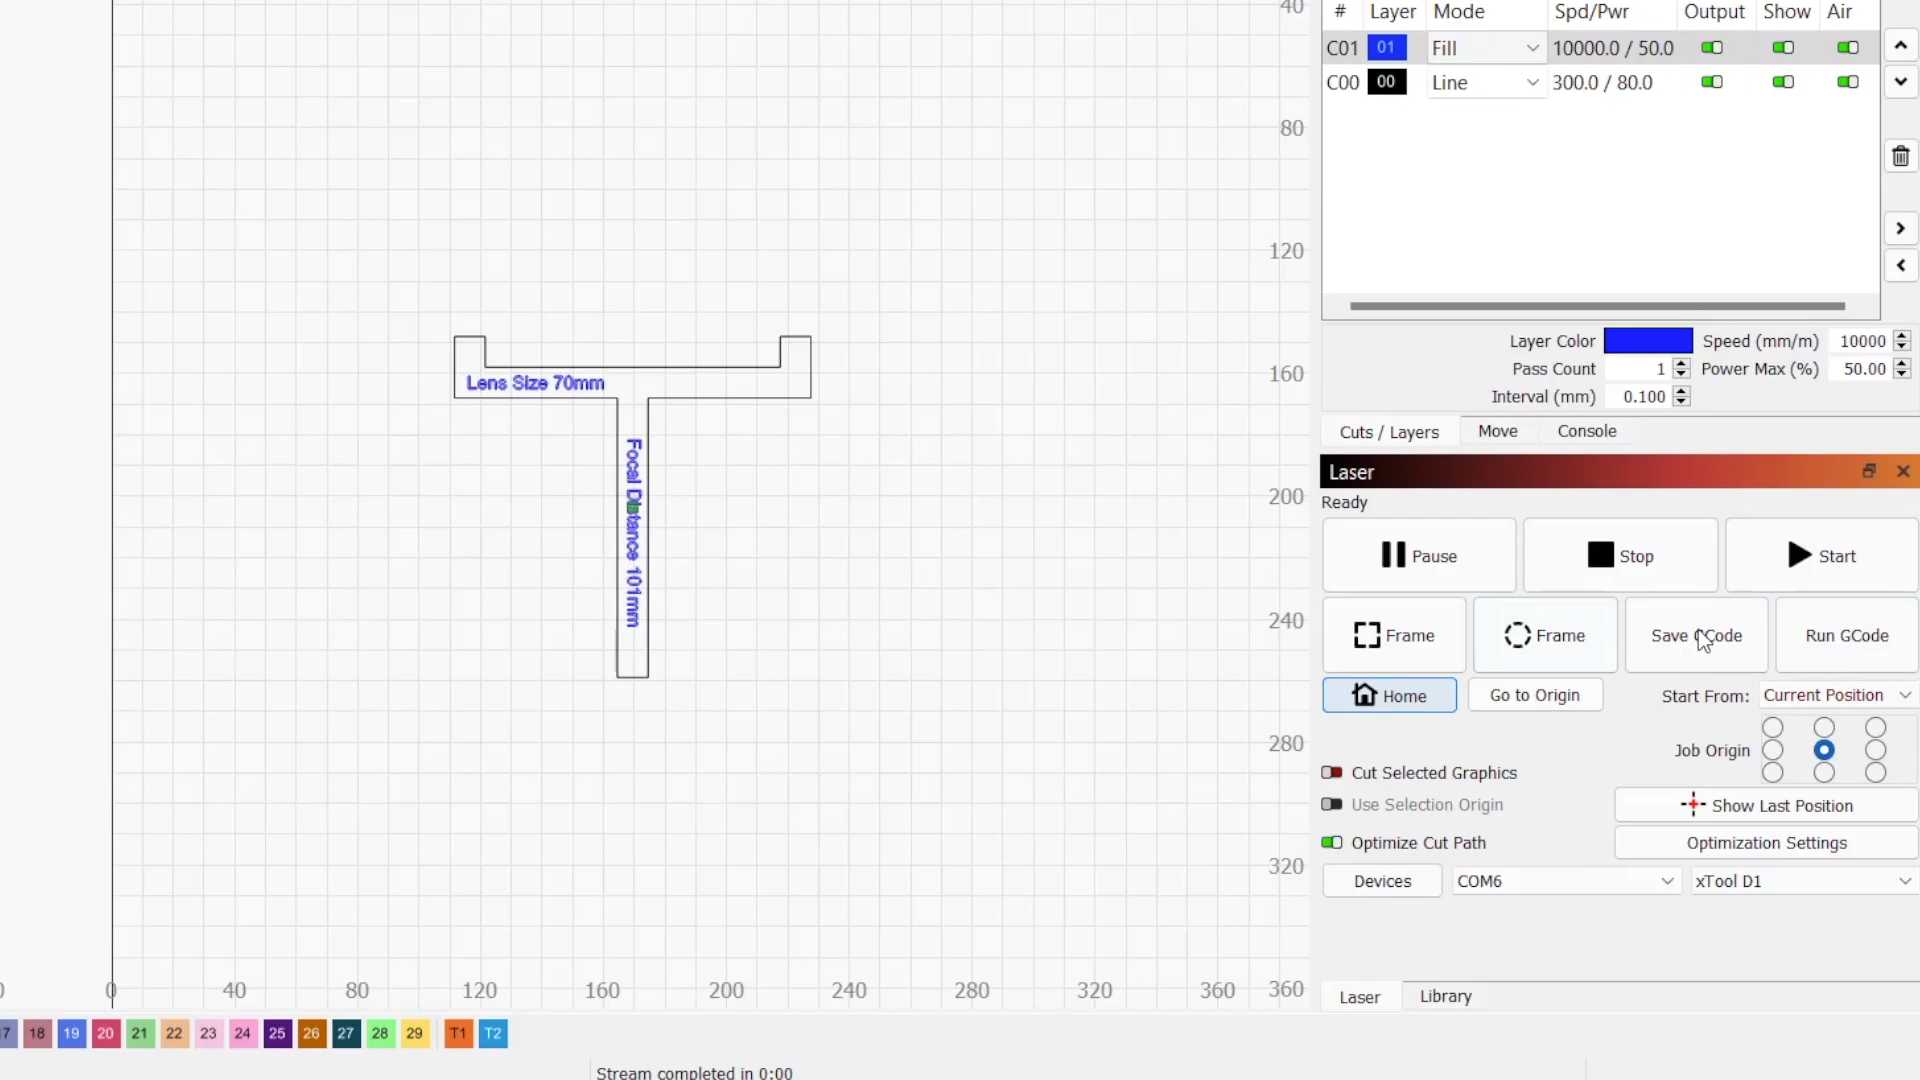 # Layer Mode Spd/Pwr Output Show Air
C01 01 Fill 10000.0 / 50.0
C00 00 Line 300.0 / 80.0
40
80
120
160
200
240
280
320
360
Lens Size 70mm
Focal Distance 101mm
0 40 80 120 160 200 240 280 320 360
Layer Color Speed (mm/m) 10000
Pass Count 1 Power Max (%) 50.00
Interval (mm) 0.100
Cuts / Layers Move Console
Laser
Ready
Pause Stop Start
Frame Frame Save GCode Run GCode
Home Go to Origin Start From: Current Position
Job Origin
Cut Selected Graphics
Use Selection Origin
Show Last Position
Optimize Cut Path
Optimization Settings
Devices COM6 xTool D1
Laser Library
18 19 20 21 22 23 24 25 26 27 28 29 T1 T2
Stream completed in 0:00